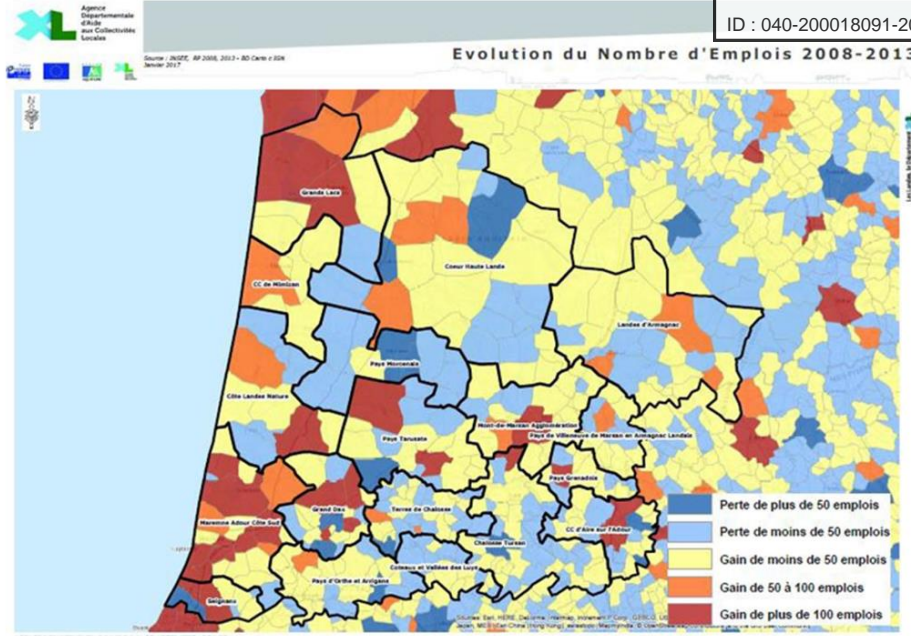 Agence
Départementale
d'Aide
aux Collectivités
Locales
ID : 040-200018091-20
Source : INSEE, RP 2008, 2013 - BD Carto ® IGN
Janvier 2017
Evolution du Nombre d'Emplois 2008-2013
Grands Lacs
Coeur Haute Lande
CC de Mimizan
Landes d'Armagnac
Pays Morcenais
Côte Landes Nature
Mont-de-Marsan Agglomération
Pays de Villeneuve de Marsan en Armagnac Landais
Pays Tarusate
Pays Grenadois
Grand Dax
Terres de Chalosse
Maremne Adour Côte Sud
CC d'Aire sur l'Adour
Chalosse Tursan
Coteaux et Vallées des Luys
Pays d'Orthe et Arrigans
Seignanx
Perte de plus de 50 emplois
Perte de moins de 50 emplois
Gain de moins de 50 emplois
Gain de 50 à 100 emplois
Gain de plus de 100 emplois